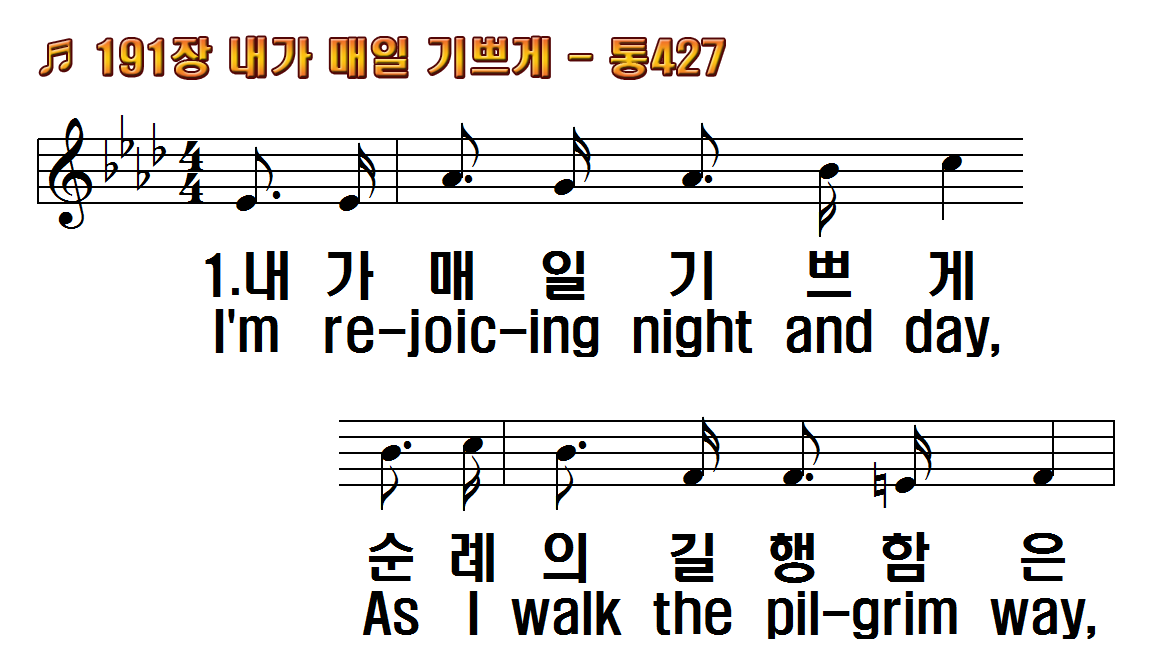 ♬ 191장 내가 매일 기쁘게 - 통427
4
4
1.내 가 매 일 기 쁘 게
I'm re-joic-ing night and day,
순 례 의 길 행 함 은
As I walk the pil-grim way,